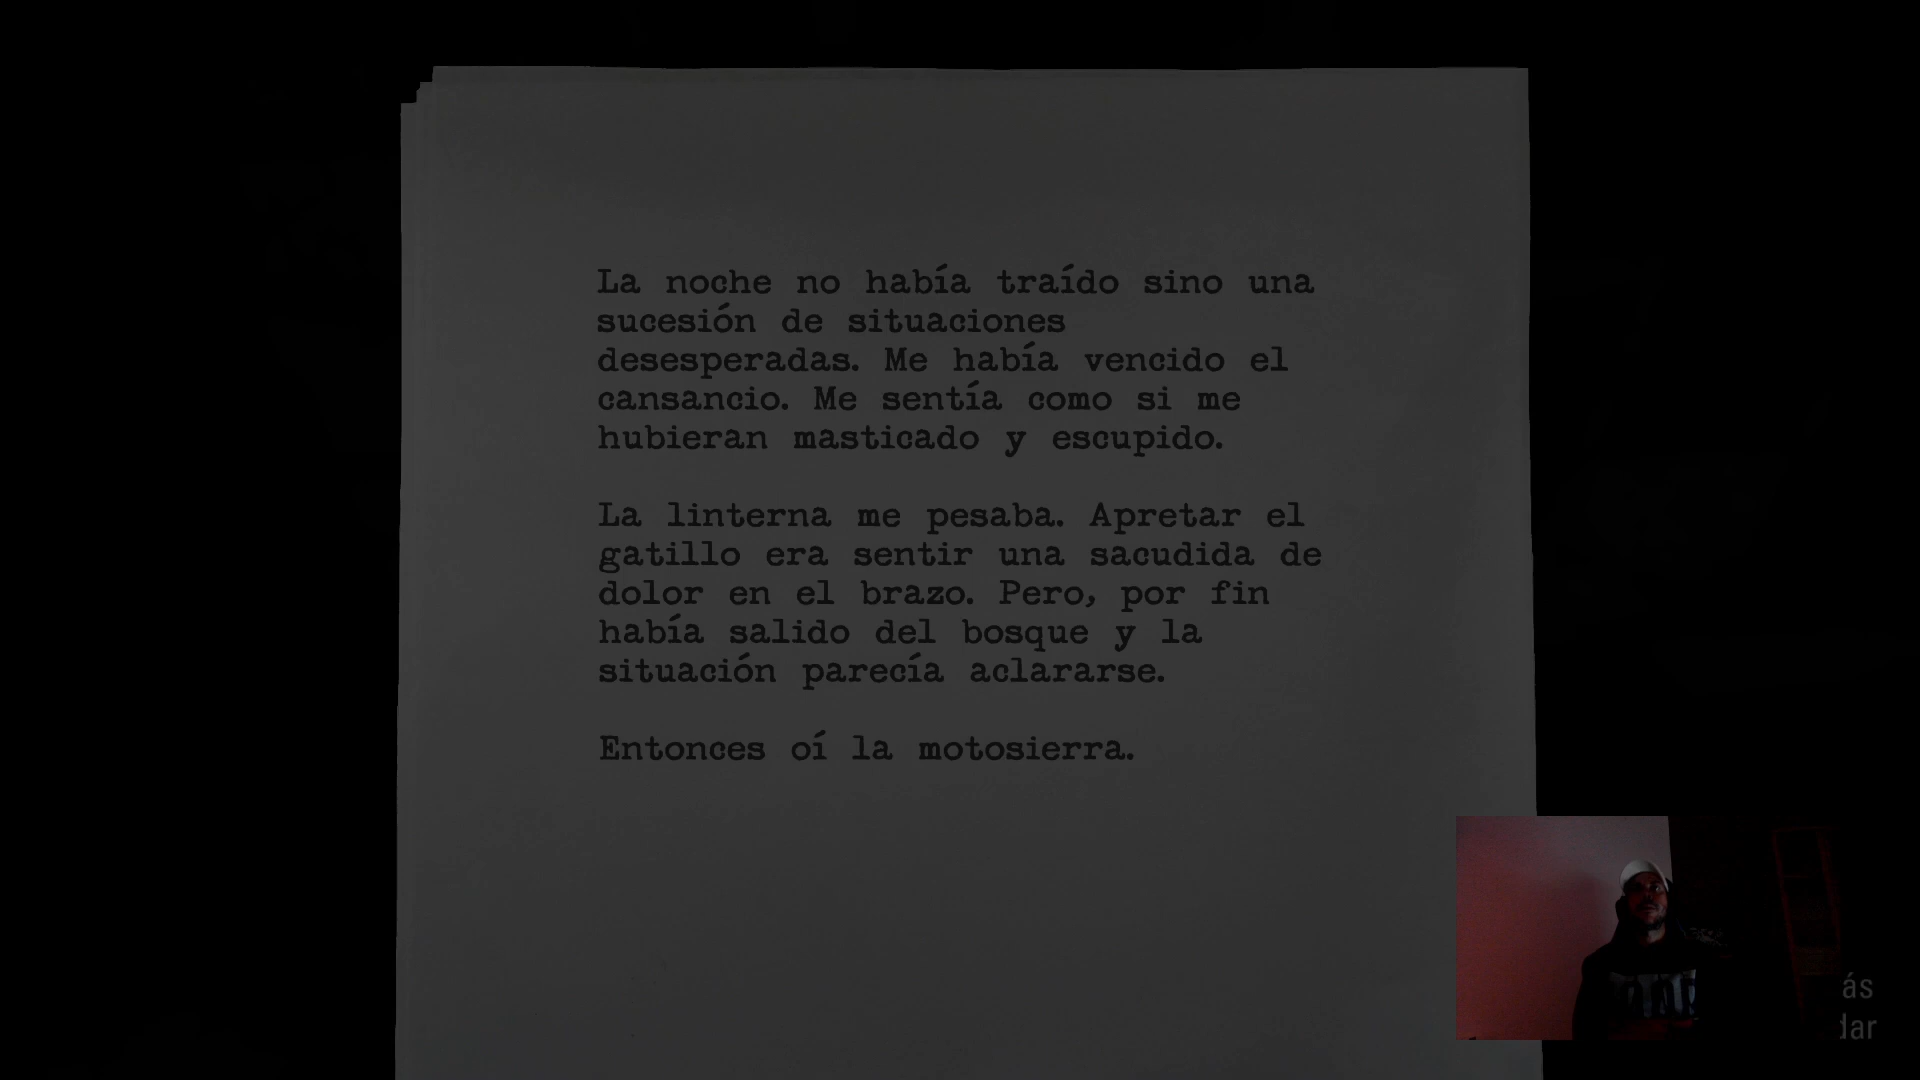 La noche no había traído sino una
sucesión de situaciones
desesperadas. Me había vencido el
cansancio. Me sentía como si me
hubieran masticado y escupido.
La linterna me pesaba. Apretar el
gatillo era sentir una sacudida de
dolor en el brazo. Pero, por fin
había salido del bosque y la
situación parecía aclararse.
Entonces oí la motosierra.